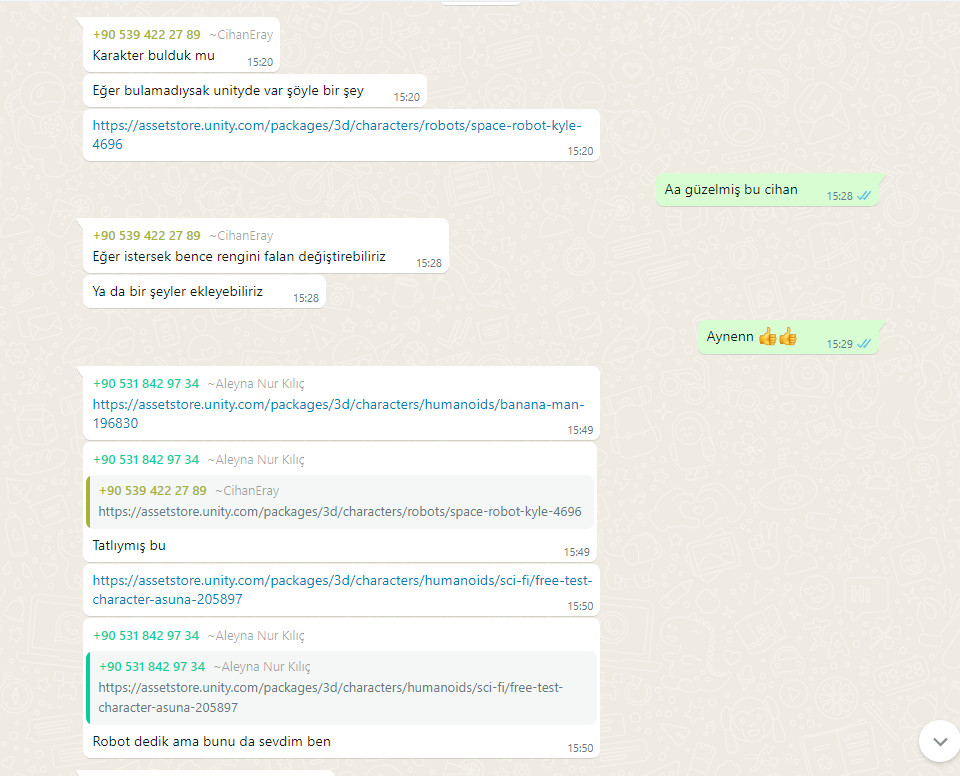 +90 539 422 27 89 ~CihanEray
Karakter bulduk mu 15:20
Eğer bulamadıysak unityde var şöyle bir şey 15:20
https://assetstore.unity.com/packages/3d/characters/robots/space-robot-kyle-
4696 15:20
Aa güzelmiş bu cihan 15:28
+90 539 422 27 89 ~CihanEray
Eğer istersek bence rengini falan değiştirebiliriz 15:28
Ya da bir şeyler ekleyebiliriz 15:28
Aynenn 👍👍 15:29
+90 531 842 97 34 ~Aleyna Nur Kılıç
https://assetstore.unity.com/packages/3d/characters/humanoids/banana-man-
196830 15:49
+90 531 842 97 34 ~Aleyna Nur Kılıç
+90 539 422 27 89 ~CihanEray
https://assetstore.unity.com/packages/3d/characters/robots/space-robot-kyle-4696
Tatlıymış bu 15:49
https://assetstore.unity.com/packages/3d/characters/humanoids/sci-fi/free-test-
character-asuna-205897 15:50
+90 531 842 97 34 ~Aleyna Nur Kılıç
+90 531 842 97 34 ~Aleyna Nur Kılıç
https://assetstore.unity.com/packages/3d/characters/humanoids/sci-fi/free-test-
character-asuna-205897
Robot dedik ama bunu da sevdim ben 15:50